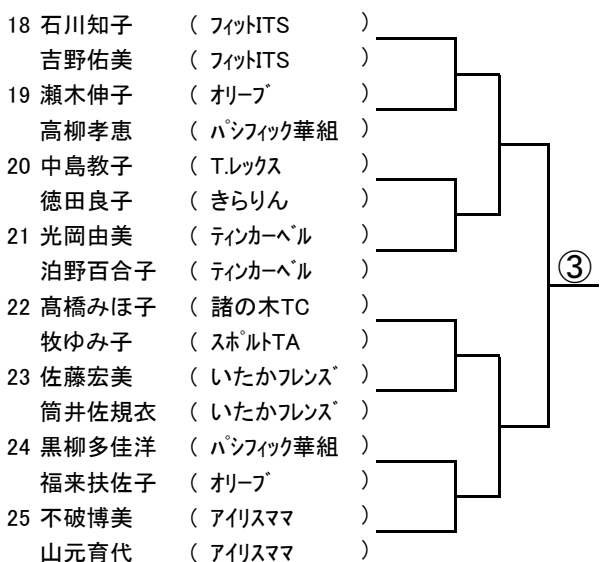 18 石川知子 ( フィットITS )
吉野佑美 ( フィットITS )
19 瀬木伸子 ( オリーブ )
高柳孝恵 ( パシフィック華組 )
20 中島教子 ( T.レックス )
徳田良子 ( きらりん )
21 光岡由美 ( ティンカーベル )
泊野百合子 ( ティンカーベル )
③
22 髙橋みほ子 ( 諸の木TC )
牧ゆみ子 ( スポルトTA )
23 佐藤宏美 ( いたかフレンズ )
筒井佐規衣 ( いたかフレンズ )
24 黒柳多佳洋 ( パシフィック華組 )
福来扶佐子 ( オリーブ )
25 不破博美 ( アイリスママ )
山元育代 ( アイリスママ )